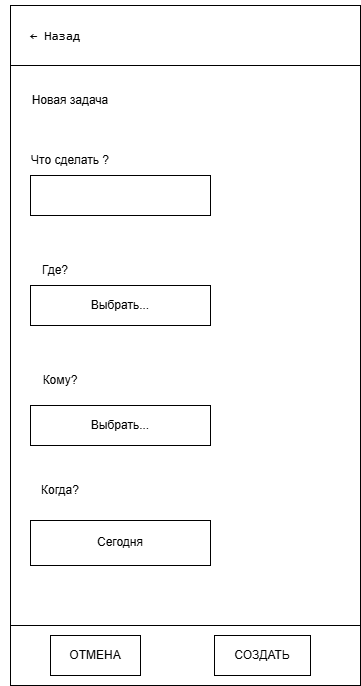 ← Назад
Новая задача
Что сделать ?
Где?
Выбрать...
Кому?
Выбрать...
Когда?
Сегодня
ОТМЕНА
СОЗДАТЬ